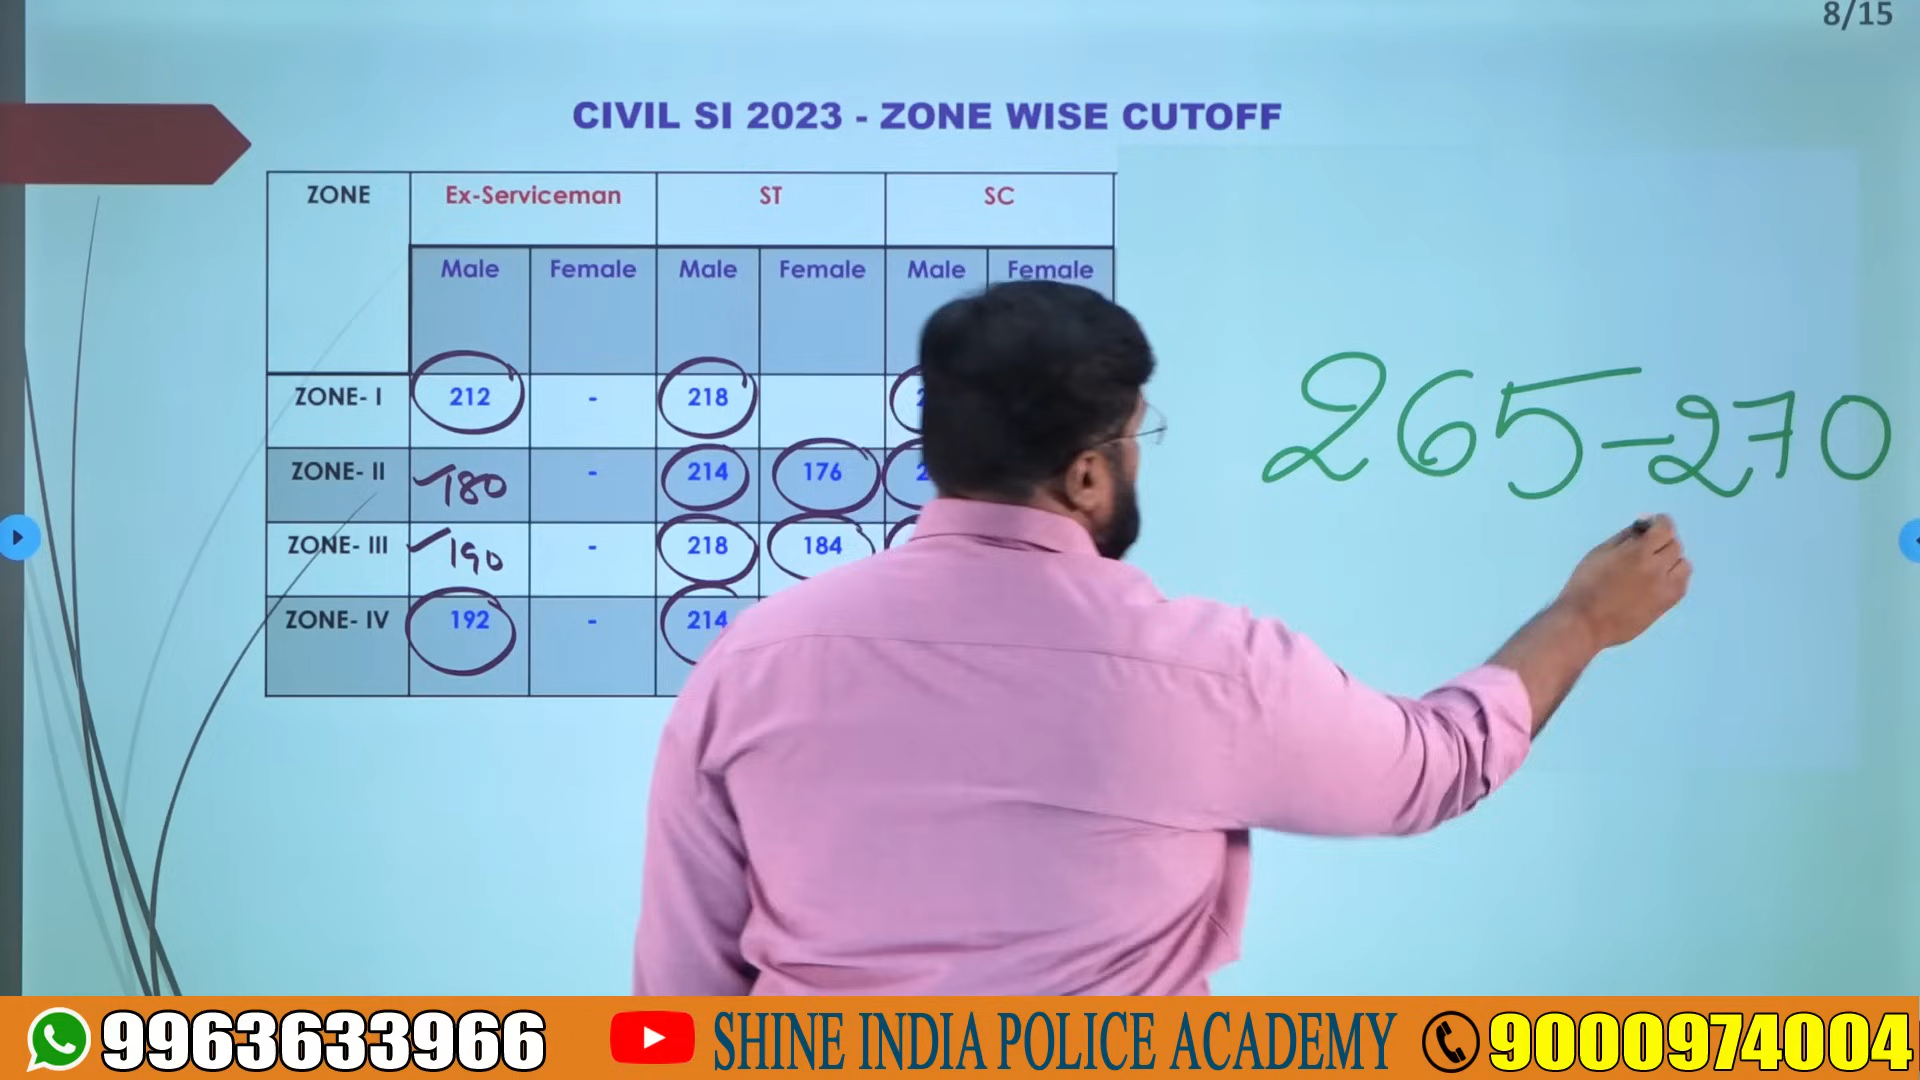 8/15
CIVIL SI 2023 - ZONE WISE CUTOFF
ZONE Ex-Serviceman ST SC
Male Female Male Female Male Female
ZONE- I 212 - 218
ZONE- II 180 - 214 176
ZONE- III 190 - 218 184
ZONE- IV 192 - 214
265-270
9963633966 SHINE INDIA POLICE ACADEMY 9000974004